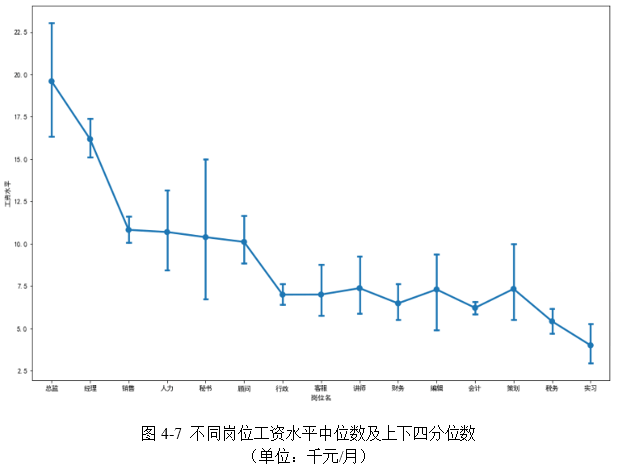 22.5
20.0
17.5
15.0
12.5
10.0
7.5
5.0
2.5
工资水平
总监 经理 销售 人力 秘书 顾问 行政 客服 讲师 财务 编辑 会计 策划 税务 实习
岗位名
图 4-7 不同岗位工资水平中位数及上下四分位数
（单位：千元/月）